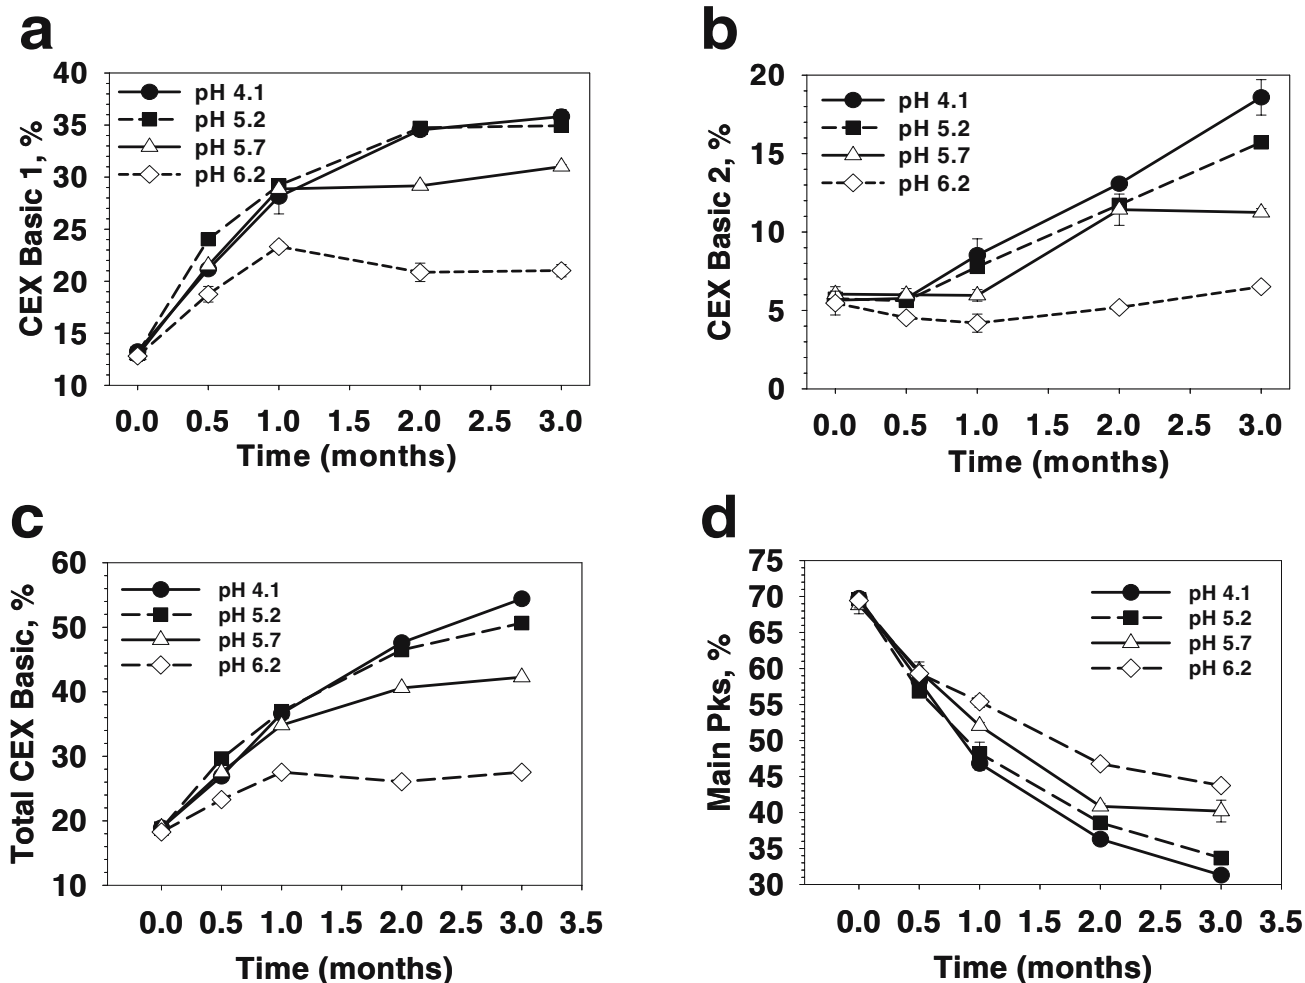 a
CEX Basic 1, %
40
35
30
25
20
15
10
pH 4.1
pH 5.2
pH 5.7
pH 6.2
0.0 0.5 1.0 1.5 2.0 2.5 3.0
Time (months)
b
CEX Basic 2, %
20
15
10
5
0
pH 4.1
pH 5.2
pH 5.7
pH 6.2
0.0 0.5 1.0 1.5 2.0 2.5 3.0
Time (months)
c
Total CEX Basic, %
60
50
40
30
20
10
pH 4.1
pH 5.2
pH 5.7
pH 6.2
0.0 0.5 1.0 1.5 2.0 2.5 3.0 3.5
Time (months)
d
Main Pks, %
75
70
65
60
55
50
45
40
35
30
pH 4.1
pH 5.2
pH 5.7
pH 6.2
0.0 0.5 1.0 1.5 2.0 2.5 3.0 3.5
Time (months)